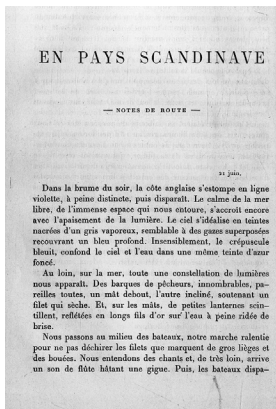 EN PAYS SCANDINAVE
— NOTES DE ROUTE —
21 juin.
Dans la brume du soir, la côte anglaise s'estompe en ligne
violette, à peine distincte, puis disparaît. Le calme de la mer
libre, de l'immense espace qui nous entoure, s'accroît encore
avec l'apaisement de la lumière. Le ciel s'idéalise en teintes
nacrées d'un gris vaporeux, remblable à des gazes superposées
recouvrant un bleu profond. Insensiblement, le crépuscule
bleuit, confond le ciel et l'eau dans une même teinte d'azur
foncé.
Au loin, sur la mer, toute une constellation de lumières
nous apparaît. Des barques de pêcheurs, innombrables, pa-
reilles toutes, un mât debout, l'autre incliné, soutenant un
filet qui sèche. Et, sur les mâts, de petites lanternes scin-
tillent, reflétées en longs fils d'or sur l'eau à peine ridée de
brise.
Nous passons au milieu des bateaux, notre marche ralentie
pour ne pas déchirer les filets que marquent de gros lièges et
des bouées. Nous entendons des chants et, de très loin, arrive
un son de flûte hâtant une gigue. Puis, les bateaux dispa-